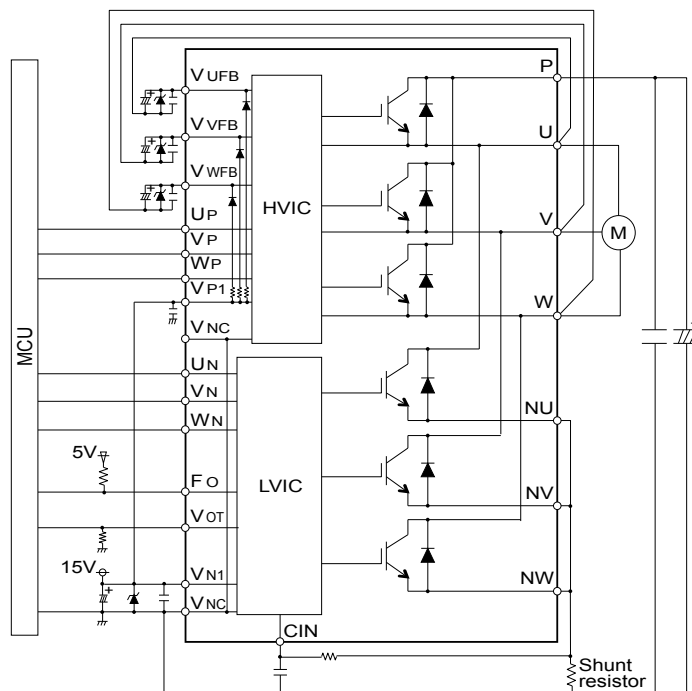 MCU
VUFB
VVFB
VWFB
UP
VP
WP
VP1
VNC
UN
VN
WN
5V
FO
VOT
15V
VN1
VNC
CIN
HVIC
LVIC
P
U
V
W
M
NU
NV
NW
Shunt
resistor